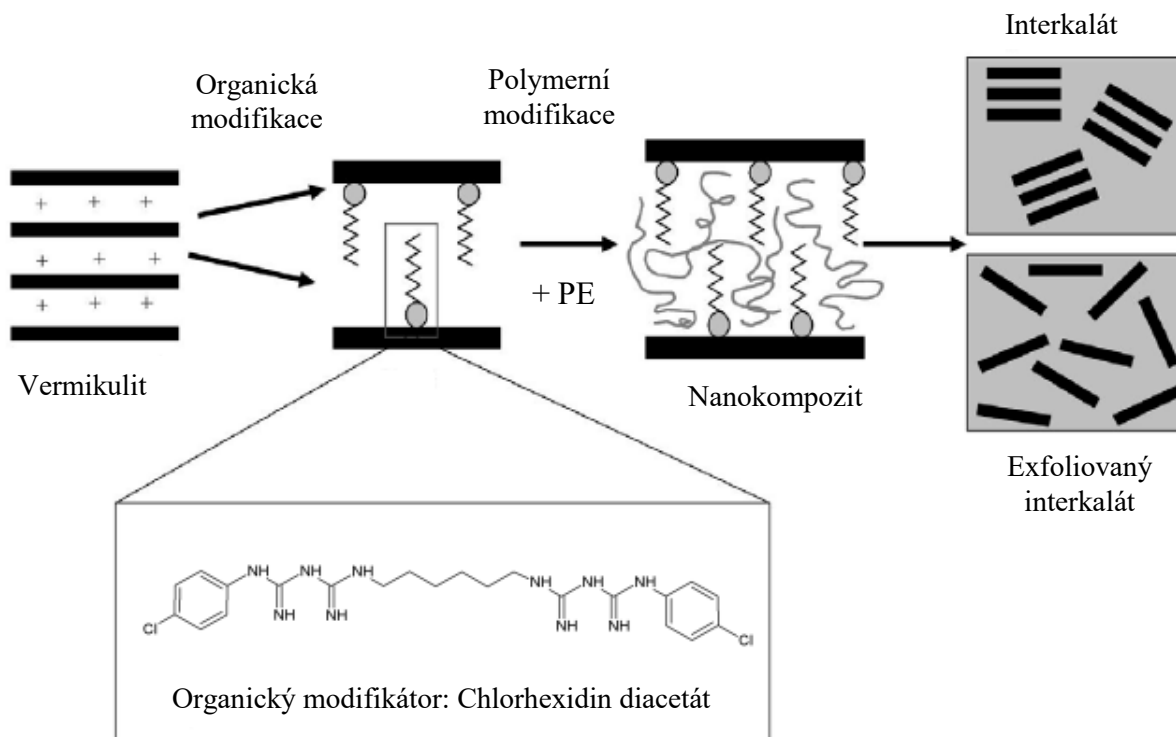 Interkalát
Organická
modifikace
Polymerní
modifikace
+ + +
+ + +
+ + +
+ PE
Vermikulit
Nanokompozit
Exfoliovaný
interkalát
NH NH NH
NH NH
Cl
NH NH NH
NH NH
Cl
Organický modifikátor: Chlorhexidin diacetát